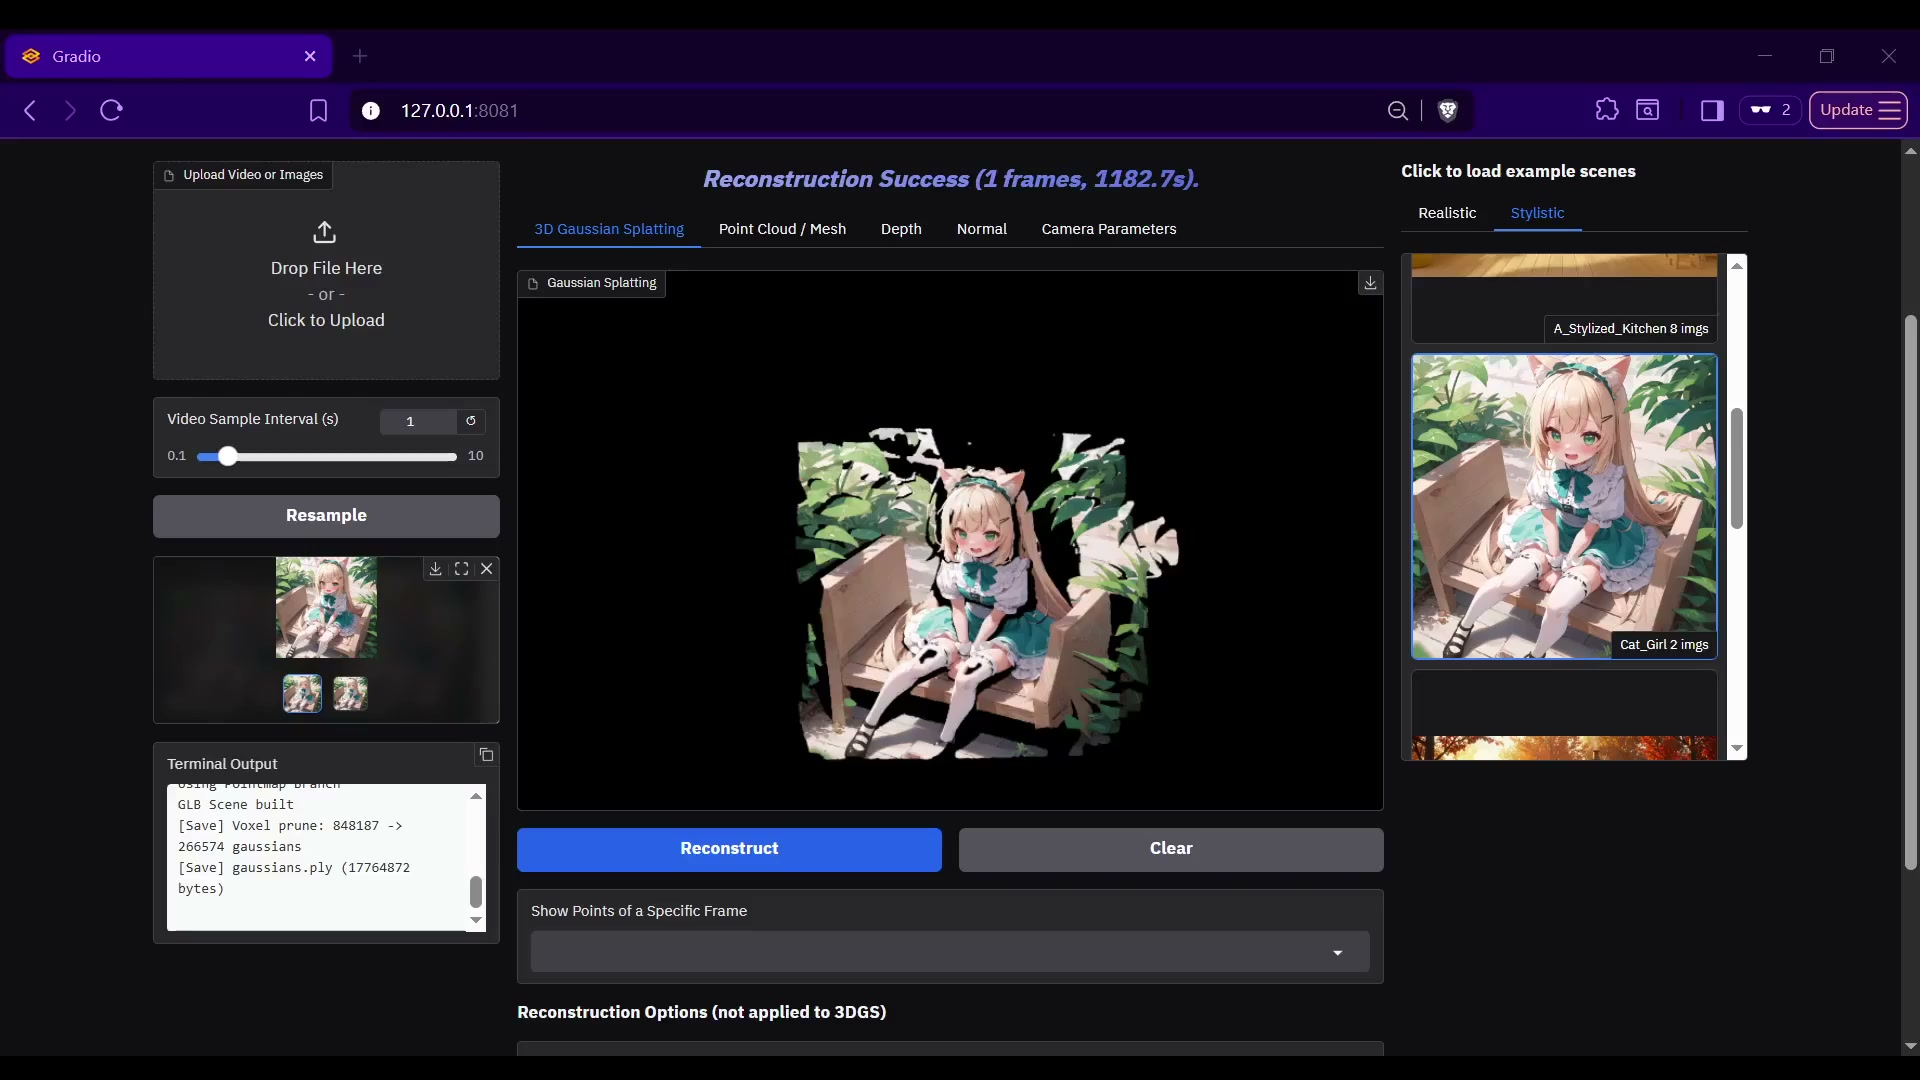 Gradio
127.0.0.1:8081
2
Update
Upload Video or Images
Drop File Here
- or -
Click to Upload
Video Sample Interval (s)
1
0.1
10
Resample
Terminal Output
Using Pointmap Branch
GLB Scene built
[Save] Voxel prune: 848187 ->
266574 gaussians
[Save] gaussians.ply (17764872
bytes)
Reconstruction Success (1 frames, 1182.7s).
3D Gaussian Splatting
Point Cloud / Mesh
Depth
Normal
Camera Parameters
Gaussian Splatting
Reconstruct
Clear
Show Points of a Specific Frame
Reconstruction Options (not applied to 3DGS)
Click to load example scenes
Realistic
Stylistic
A_Stylized_Kitchen 8 imgs
Cat_Girl 2 imgs